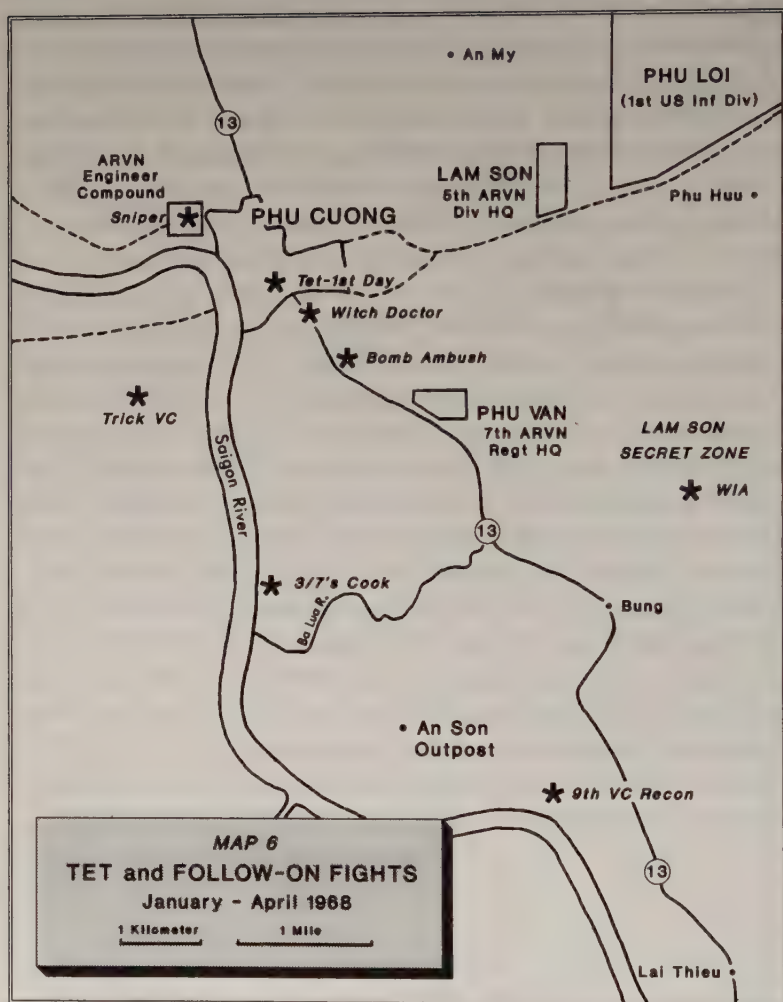 An My
PHU LOI
(1st US Inf Div)
13
ARVN
Engineer
Compound
Sniper
PHU CUONG
LAM SON
5th ARVN
Div HQ
Phu Huu
Tet-1st Day
Witch Doctor
Bomb Ambush
Trick VC
Saigon River
PHU VAN
7th ARVN
Regt HQ
LAM SON
SECRET ZONE
WIA
13
3/7's Cook
Ba Lua R.
Bung
An Son
Outpost
9th VC Recon
13
Lai Thieu
MAP 6
TET and FOLLOW-ON FIGHTS
January - April 1968
1 Kilometer
1 Mile